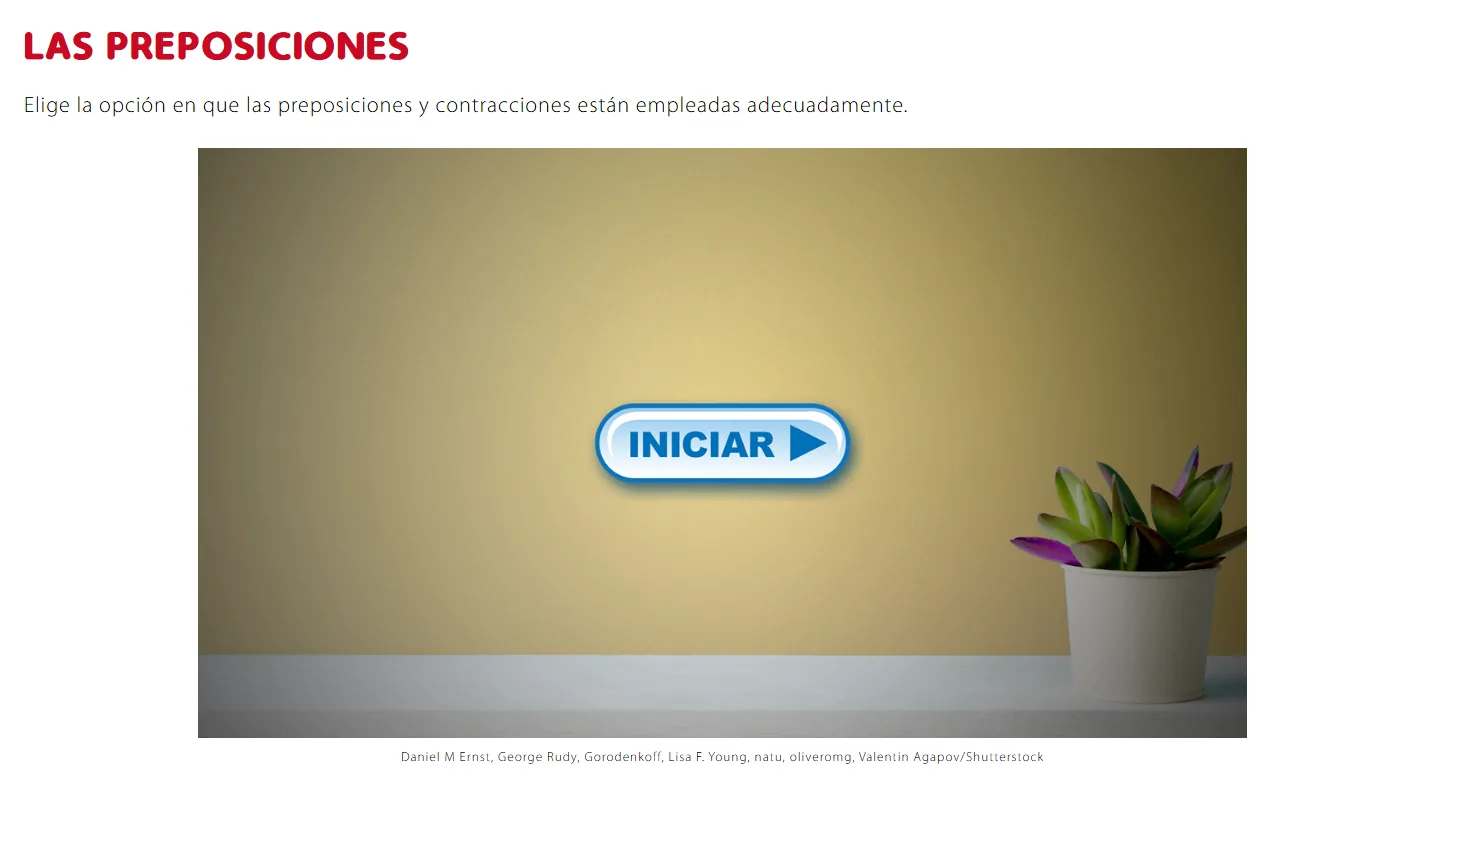 LAS PREPOSICIONES
Elige la opción en que las preposiciones y contracciones están empleadas adecuadamente.
INICIAR
Daniel M Ernst, George Rudy, Gorodenkoff, Lisa F. Young, natu, oliveromg, Valentin Agapov/Shutterstock